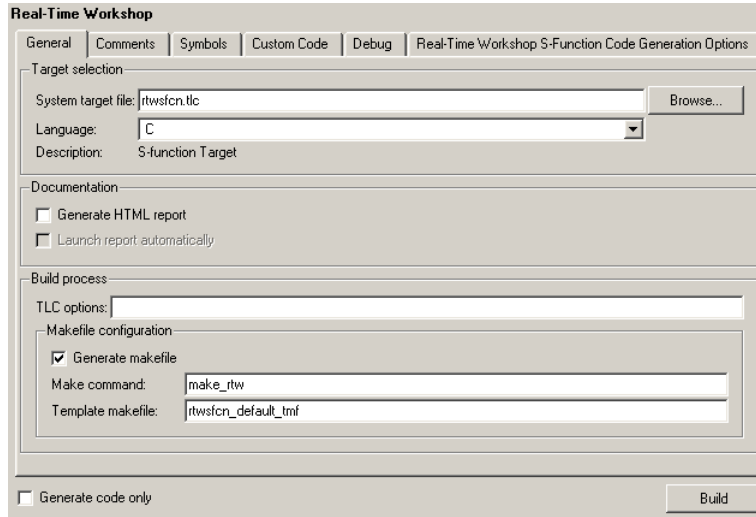 Real-Time Workshop
General Comments Symbols Custom Code Debug Real-Time Workshop S-Function Code Generation Options
Target selection
System target file: rtwsfcn.tlc Browse...
Language: C
Description: S-function Target
Documentation
Generate HTML report
Launch report automatically
Build process
TLC options:
Makefile configuration
Generate makefile
Make command: make_rtw
Template makefile: rtwsfcn_default_tmf
Generate code only Build